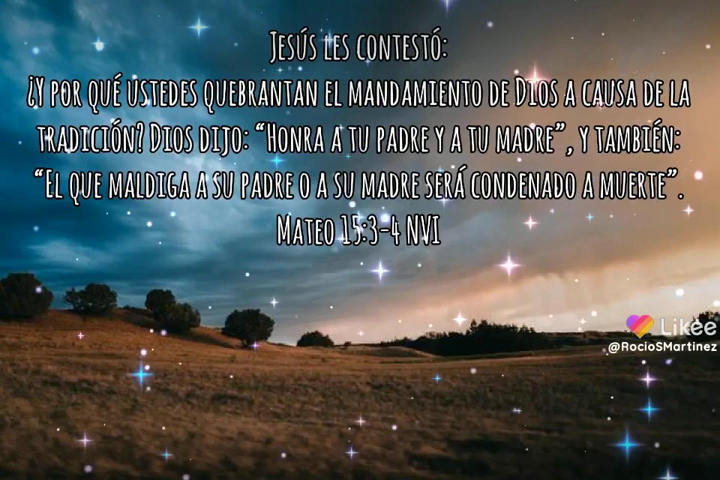 Jesús les contestó:
¿Y por qué ustedes quebrantan el mandamiento de Dios a causa de la
tradición? Dios dijo: “Honra a tu padre y a tu madre”, y también:
“El que maldiga a su padre o a su madre será condenado a muerte”.
Mateo 15:3-4 NVI
Likee
@RocioSMartinez